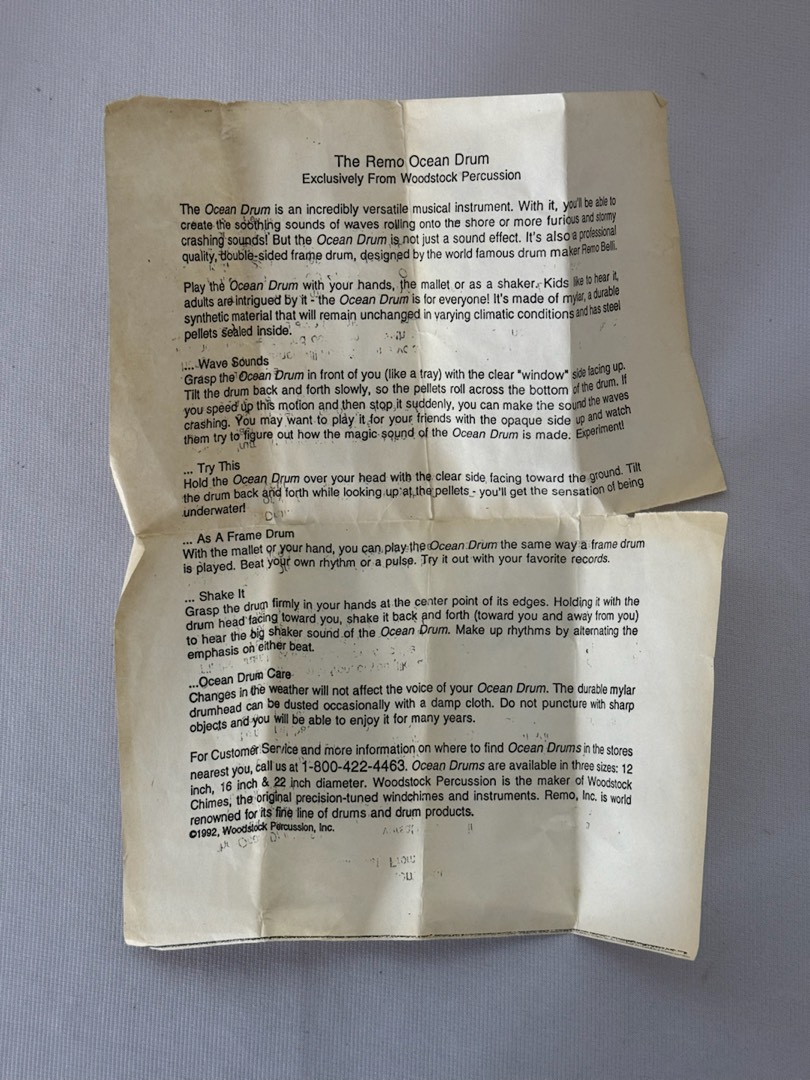 The Remo Ocean Drum
Exclusively From Woodstock Percussion
The Ocean Drum is an incredibly versatile musical instrument. With it, you'll be able to
create the soothing sounds of waves rolling onto the shore or more furious and stormy
crashing sounds! But the Ocean Drum is not just a sound effect. It's also a professional
quality, double-sided frame drum, designed by the world famous drum maker Remo Belli.
Play the Ocean Drum with your hands, the mallet or as a shaker. Kids like to hear it,
adults are intrigued by it - the Ocean Drum is for everyone! It's made of mylar, a durable
synthetic material that will remain unchanged in varying climatic conditions and has steel
pellets sealed inside.
... Wave Sounds
Grasp the Ocean Drum in front of you (like a tray) with the clear "window" side facing up.
Tilt the drum back and forth slowly, so the pellets roll across the bottom of the drum. If
you speed up this motion and then stop it suddenly, you can make the sound the waves
crashing. You may want to play it for your friends with the opaque side up and watch
them try to figure out how the magic sound of the Ocean Drum is made. Experiment!
... Try This
Hold the Ocean Drum over your head with the clear side facing toward the ground. Tilt
the drum back and forth while looking up at the pellets - you'll get the sensation of being
underwater!
... As A Frame Drum
With the mallet or your hand, you can play the Ocean Drum the same way a frame drum
is played. Beat your own rhythm or a pulse. Try it out with your favorite records.
... Shake It
Grasp the drum firmly in your hands at the center point of its edges. Holding it with the
drum head facing toward you, shake it back and forth (toward you and away from you)
to hear the big shaker sound of the Ocean Drum. Make up rhythms by alternating the
emphasis on either beat.
...Ocean Drum Care
Changes in the weather will not affect the voice of your Ocean Drum. The durable mylar
drumhead can be dusted occasionally with a damp cloth. Do not puncture with sharp
objects and you will be able to enjoy it for many years.
For Customer Service and more information on where to find Ocean Drums in the stores
nearest you, call us at 1-800-422-4463. Ocean Drums are available in three sizes: 12
inch, 16 inch & 22 inch diameter. Woodstock Percussion is the maker of Woodstock
Chimes, the original precision-tuned windchimes and instruments. Remo, Inc. is world
renowned for its fine line of drums and drum products.
©1992, Woodstock Percussion, Inc.